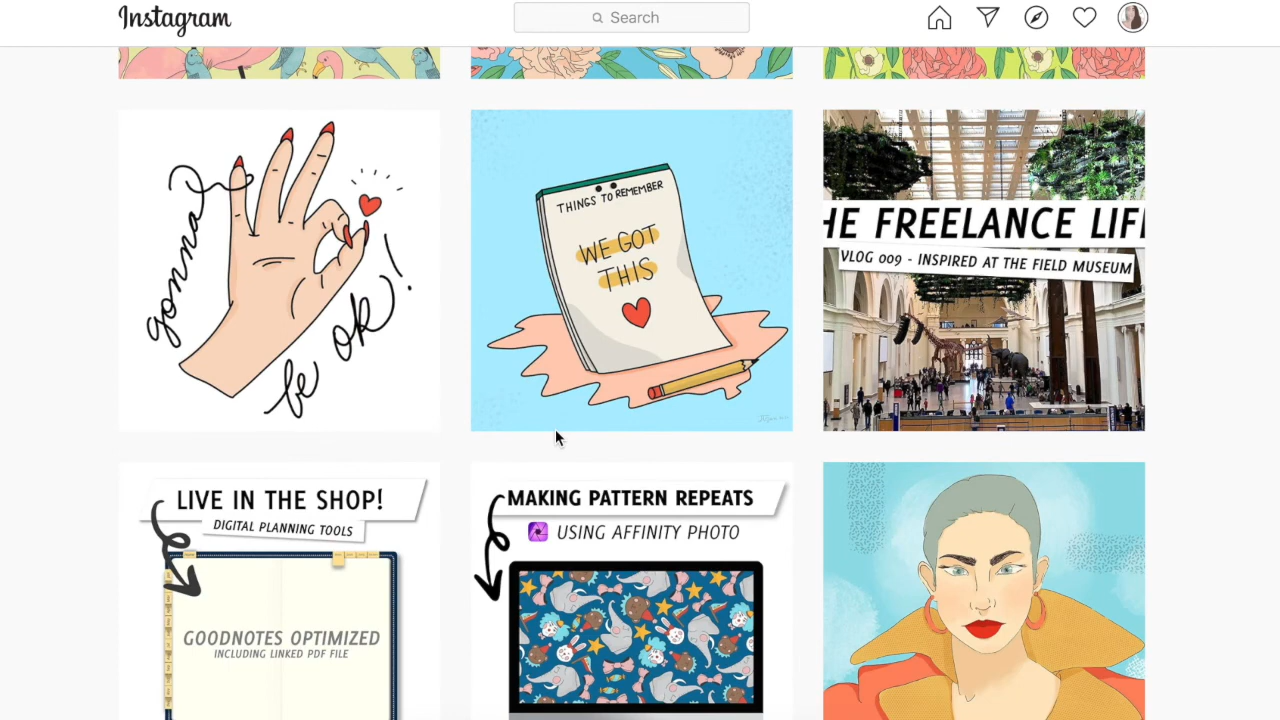 Instagram
Search
gonna
be ok!
THINGS TO REMEMBER
WE GOT
THIS
HE FREELANCE LIF
VLOG 009 - INSPIRED AT THE FIELD MUSEUM
LIVE IN THE SHOP!
DIGITAL PLANNING TOOLS
GOODNOTES OPTIMIZED
INCLUDING LINKED PDF FILE
MAKING PATTERN REPEATS
USING AFFINITY PHOTO